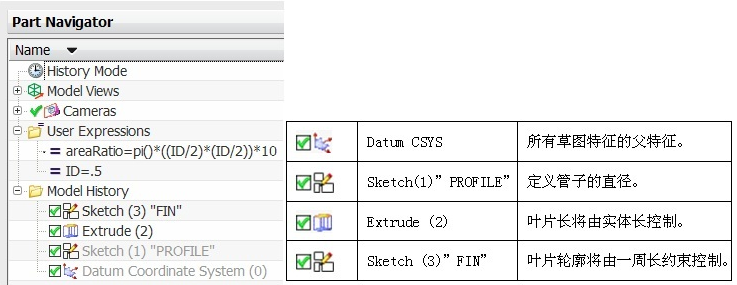 Part Navigator
Name
History Mode
Model Views
Cameras
User Expressions
areaRatio=pi()*((ID/2)*(ID/2))*10
ID=.5
Model History
Sketch (3) "FIN"
Extrude (2)
Sketch (1) "PROFILE"
Datum Coordinate System (0)
Datum CSYS 所有草图特征的父特征。
Sketch(1)” PROFILE” 定义管子的直径。
Extrude (2) 叶片长将由实体长控制。
Sketch (3)” FIN” 叶片轮廓将由一周长约束控制。